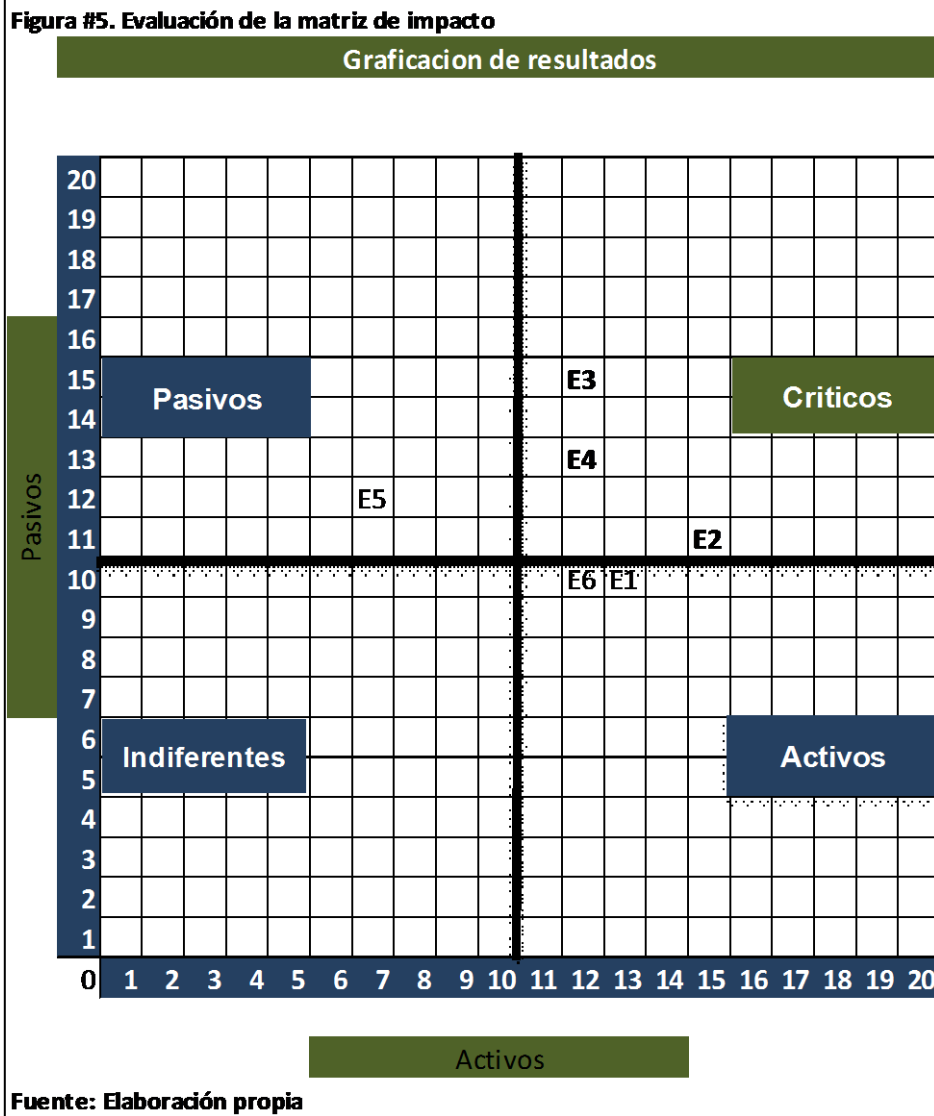 Figura #5. Evaluación de la matriz de impacto
Graficacion de resultados
20
19
18
17
16
15 Pasivos E3 Criticos
14
13 E4
Pasivos
12 E5
11 E2
10 E6 E1
9
8
7
6 Indiferentes Activos
5
4
3
2
1
0 1 2 3 4 5 6 7 8 9 10 11 12 13 14 15 16 17 18 19 20
Activos
Fuente: Elaboración propia